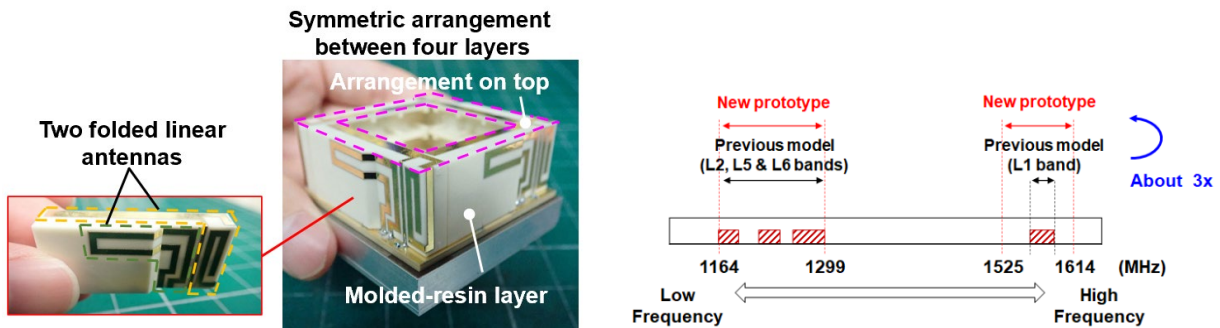 Symmetric arrangement
between four layers
Arrangement on top
Two folded linear
antennas
Molded-resin layer
New prototype
New prototype
Previous model
(L2, L5 & L6 bands)
Previous model
(L1 band)
About 3x
1164
1299
1525
1614
(MHz)
Low
Frequency
High
Frequency